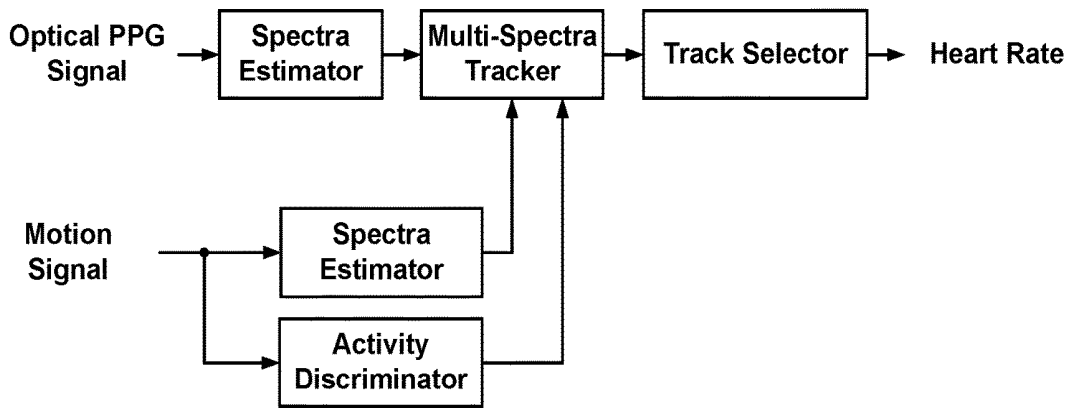 Optical PPG
Signal
Spectra
Estimator
Multi-Spectra
Tracker
Track Selector
Heart Rate
Motion
Signal
Spectra
Estimator
Activity
Discriminator